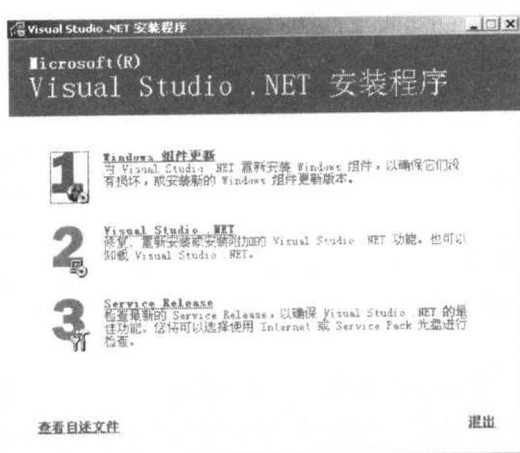 Visual Studio .NET 安装程序
Microsoft(R)
Visual Studio .NET 安装程序
1
Windows 组件更新
为 Visual Studio .NET 重新安装 Windows 组件，以确保它们没
有损坏，或安装新的 Windows 组件更新版本。
2
Visual Studio .NET
修复、重新安装或安装附加的 Visual Studio .NET 功能。也可以
卸载 Visual Studio .NET。
3
Service Release
检查最新的 Service Release，以确保 Visual Studio .NET 的最
佳功能。您将可以选择使用 Internet 或 Service Pack 光盘进行
检查。
查看自述文件
退出